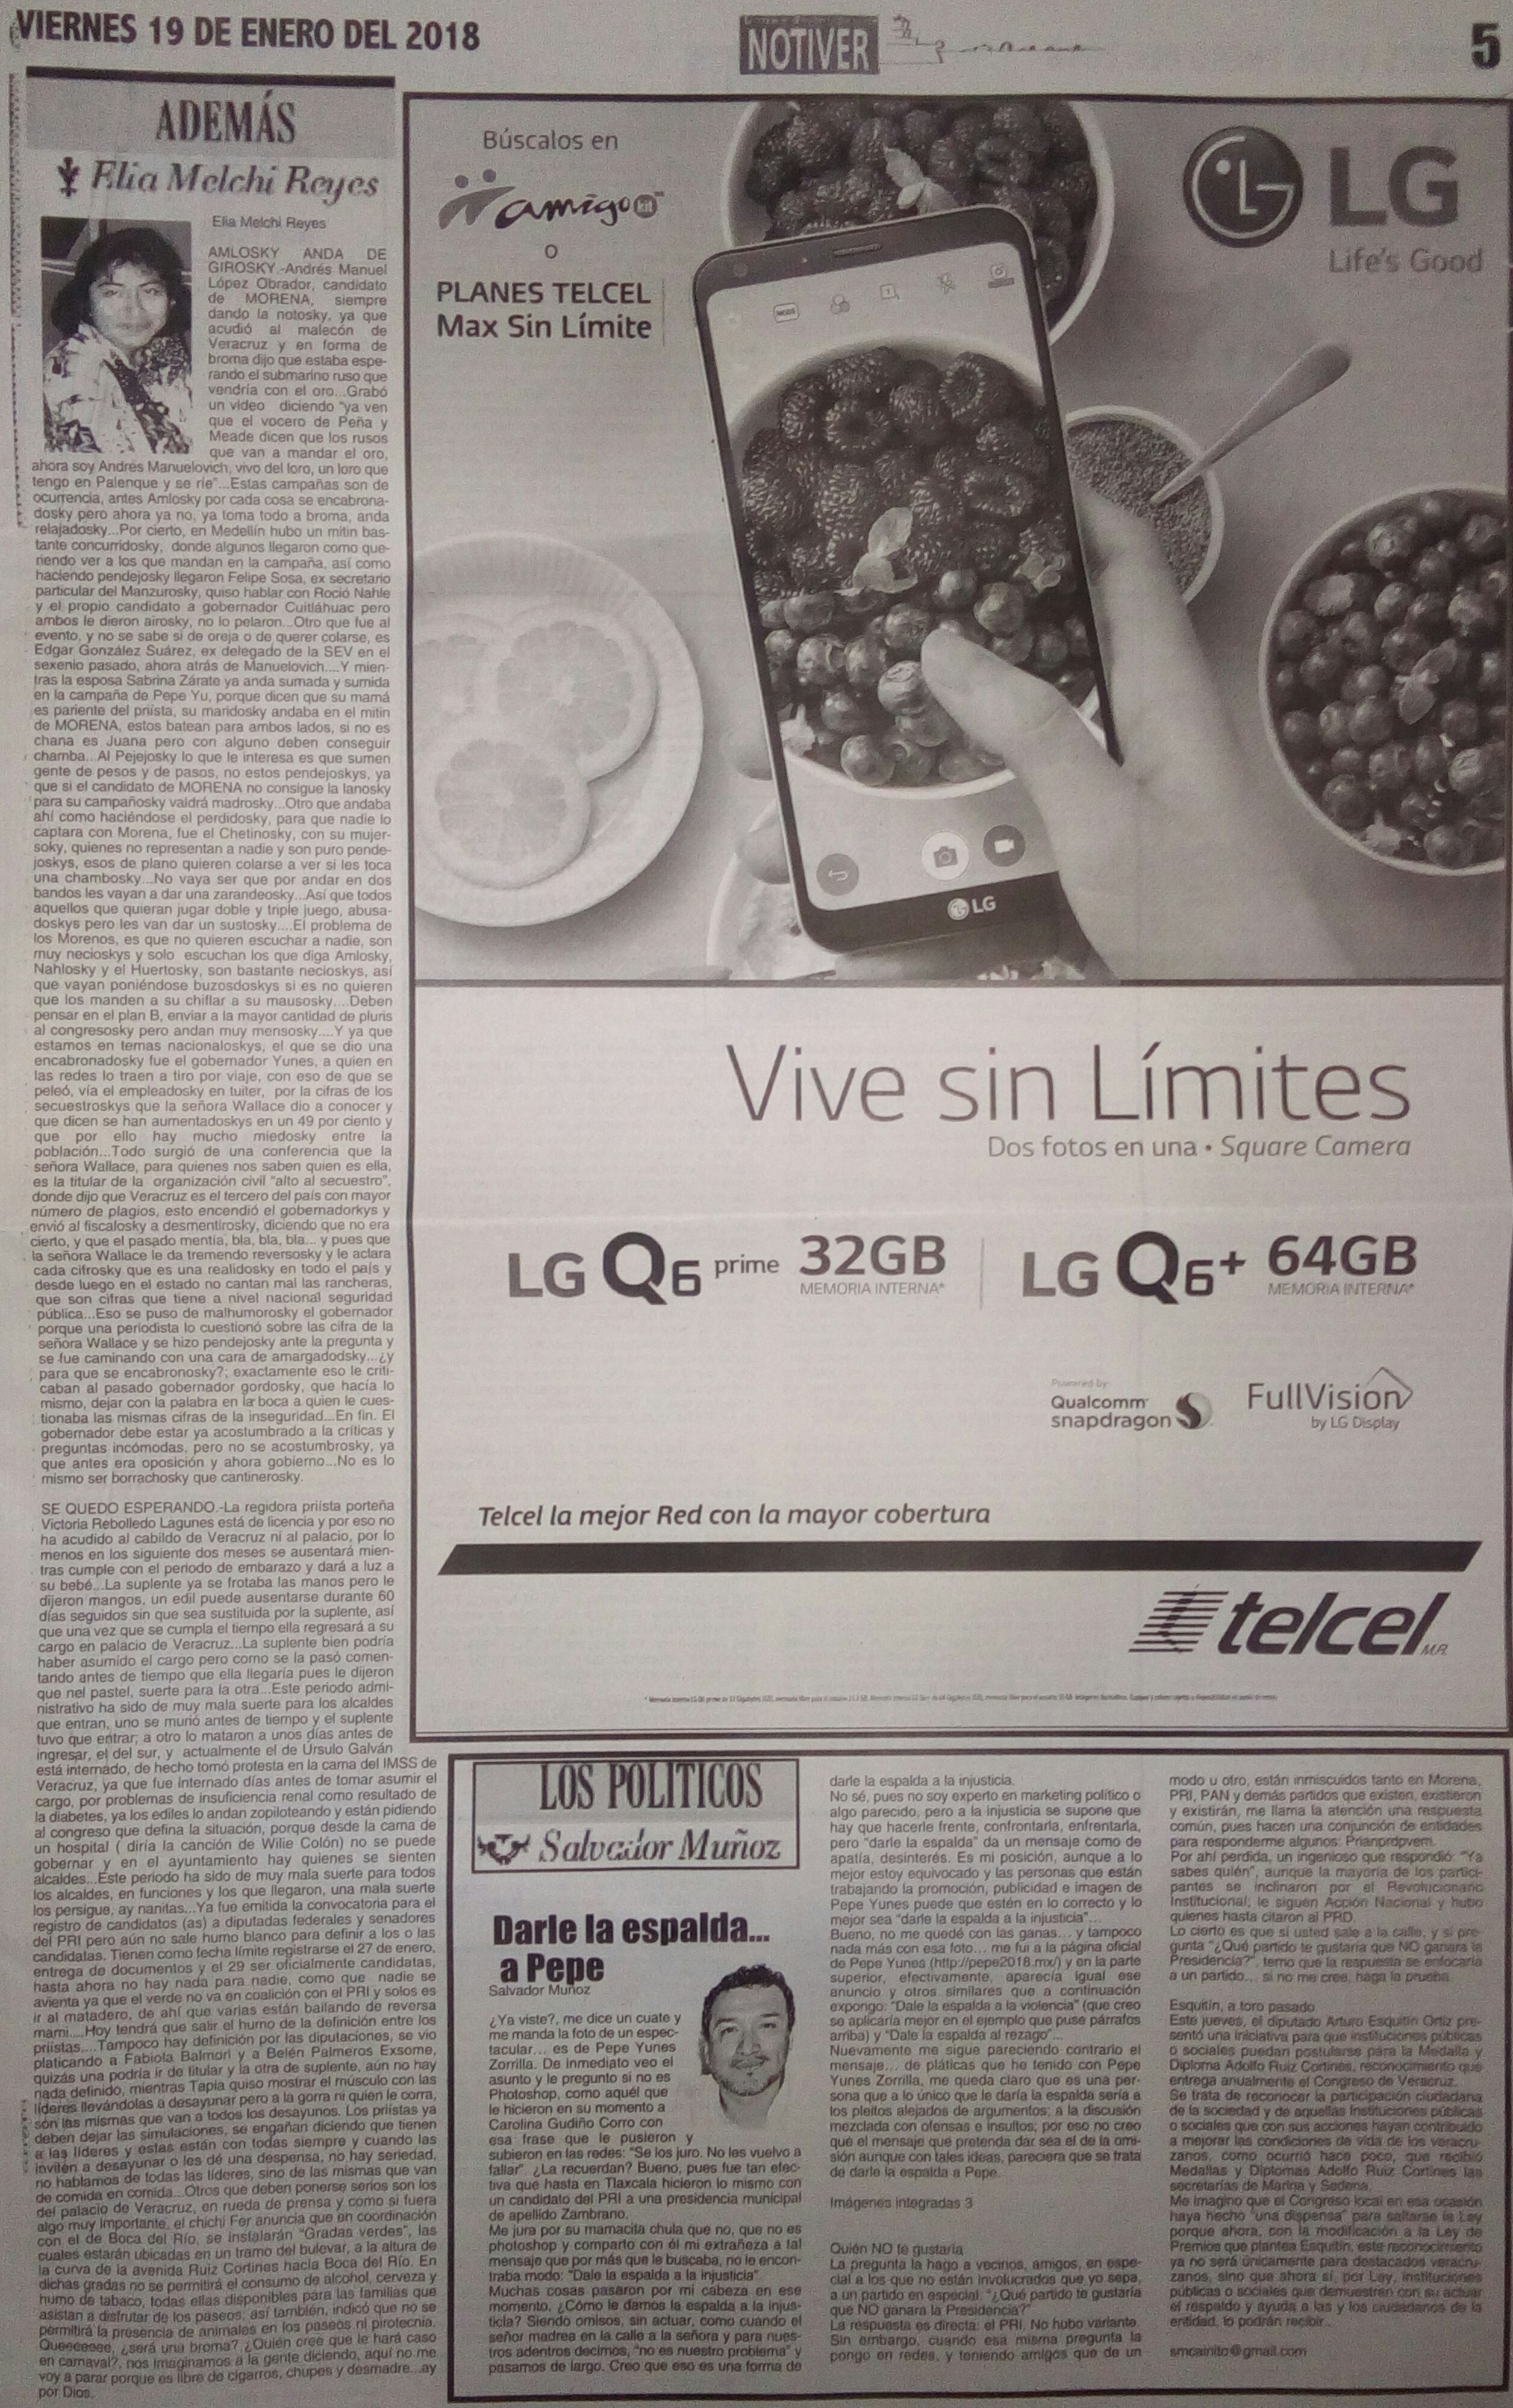 VIERNES 19 DE ENERO DEL 2018
NOTIVER
5
ADEMÁS
Elia Melchi Reyes
Elia Melchi Reyes
AMLOSKY ANDA DE
GIROSKY.-Andrés Manuel
López Obrador, candidato
de MORENA, siempre
dando la notosky, ya que
acudió al malecón de
Veracruz y en forma de
broma dijo que estaba espe-
rando el submarino ruso que
vendría con el oro...Grabó
un video diciendo "ya ven
que el vocero de Peña y
Meade dicen que los rusos
que van a mandar el oro,
ahora soy Andrés Manuelovich, vivo del loro, un loro que
tengo en Palenque y se ríe"...Estas campañas son de
ocurrencia, antes Amlosky por cada cosa se encabrona-
dosky pero ahora ya no, ya toma todo a broma, anda
relajadosky...Por cierto, en Medellín hubo un mitin bas-
tante concurridosky, donde algunos llegaron como que-
riendo ver a los que mandan en la campaña, así como
haciendo pendejosky llegaron Felipe Sosa, ex secretario
particular del Manzurosky, quiso hablar con Roció Nahle
y el propio candidato a gobernador Cuitláhuac pero
ambos le dieron airosky, no lo pelaron...Otro que fue al
evento, y no se sabe si de oreja o de querer colarse, es
Edgar González Suárez, ex delegado de la SEV en el
sexenio pasado, ahora atrás de Manuelovich....Y mien-
tras la esposa Sabrina Zárate ya anda sumada y sumida
en la campaña de Pepe Yu, porque dicen que su mamá
es pariente del priísta, su maridosky andaba en el mitin
de MORENA, estos batean para ambos lados, si no es
chana es Juana pero con alguno deben conseguir
chamba...Al Pejejosky lo que le interesa es que sumen
gente de pesos y de pasos, no estos pendejoskys, ya
que si el candidato de MORENA no consigue la lanosky
para su campañosky valdrá madrosky...Otro que andaba
ahí como haciéndose el perdidosky, para que nadie lo
captara con Morena, fue el Chetinosky, con su mujer-
soky, quienes no representan a nadie y son puro pende-
joskys, esos de plano quieren colarse a ver si les toca
una chambosky...No vaya ser que por andar en dos
bandos les vayan a dar una zarandeosky...Así que todos
aquellos que quieran jugar doble y triple juego, abusa-
doskys pero les van dar un sustosky....El problema de
los Morenos, es que no quieren escuchar a nadie, son
muy necioskys y solo escuchan los que diga Amlosky,
Nahlosky y el Huertosky, son bastante necioskys, así
que vayan poniéndose buzosdoskys si es no quieren
que los manden a su chiflar a su mausosky....Deben
pensar en el plan B, enviar a la mayor cantidad de pluris
al congresosky pero andan muy mensosky....Y ya que
estamos en temas nacionaloskys, el que se dio una
encabronadosky fue el gobernador Yunes, a quien en
las redes lo traen a tiro por viaje, con eso de que se
peleó, vía el empleadosky en tuiter, por la cifras de los
secuestroskys que la señora Wallace dio a conocer y
que dicen se han aumentadoskys en un 49 por ciento y
que por ello hay mucho miedosky entre la
población...Todo surgió de una conferencia que la
señora Wallace, para quienes nos saben quien es ella,
es la titular de la organización civil "alto al secuestro",
donde dijo que Veracruz es el tercero del país con mayor
número de plagios, esto encendió el gobernadorkys y
envió al fiscalosky a desmentirosky, diciendo que no era
cierto, y que el pasado mentía, bla, bla, bla... y pues que
la señora Wallace le da tremendo reversosky y le aclara
cada cifrosky que es una realidosky en todo el país y
desde luego en el estado no cantan mal las rancheras,
que son cifras que tiene a nivel nacional seguridad
pública...Eso se puso de malhumorosky el gobernador
porque una periodista lo cuestionó sobre las cifra de la
señora Wallace y se hizo pendejosky ante la pregunta y
se fue caminando con una cara de amargadodsky...¿y
para que se encabronosky?; exactamente eso le criti-
caban al pasado gobernador gordosky, que hacía lo
mismo, dejar con la palabra en la boca a quien le cues-
tionaba las mismas cifras de la inseguridad...En fin. El
gobernador debe estar ya acostumbrado a la críticas y
preguntas incómodas, pero no se acostumbrosky, ya
que antes era oposición y ahora gobierno...No es lo
mismo ser borrachosky que cantinerosky.
SE QUEDO ESPERANDO.-La regidora priísta porteña
Victoria Rebolledo Lagunes está de licencia y por eso no
ha acudido al cabildo de Veracruz ni al palacio, por lo
menos en los siguiente dos meses se ausentará mien-
tras cumple con el periodo de embarazo y dará a luz a
su bebé...La suplente ya se frotaba las manos pero le
dijeron mangos, un edil puede ausentarse durante 60
días seguidos sin que sea sustituida por la suplente, así
que una vez que se cumpla el tiempo ella regresará a su
cargo en palacio de Veracruz...La suplente bien podría
haber asumido el cargo pero como se la pasó comen-
tando antes de tiempo que ella llegaría pues le dijeron
que nel pastel, suerte para la otra...Este periodo admi-
nistrativo ha sido de muy mala suerte para los alcaldes
que entran, uno se murió antes de tiempo y el suplente
tuvo que entrar; a otro lo mataron a unos días antes de
ingresar, el del sur, y actualmente el de Úrsulo Galván
está internado, de hecho tomó protesta en la cama del IMSS de
Veracruz, ya que fue internado días antes de tomar asumir el
cargo, por problemas de insuficiencia renal como resultado de
la diabetes, ya los ediles lo andan zopiloteando y están pidiendo
al congreso que defina la situación, porque desde la cama de
un hospital ( diría la canción de Wilie Colón) no se puede
gobernar y en el ayuntamiento hay quienes se sienten
alcaldes...Este periodo ha sido de muy mala suerte para todos
los alcaldes, en funciones y los que llegaron, una mala suerte
los persigue, ay nanitas...Ya fue emitida la convocatoria para el
registro de candidatos (as) a diputadas federales y senadores
del PRI pero aún no sale humo blanco para definir a los o las
candidatas. Tienen como fecha límite registrarse el 27 de enero,
entrega de documentos y el 29 ser oficialmente candidatas,
hasta ahora no hay nada para nadie, como que nadie se
avienta ya que el verde no va en coalición con el PRI y solos es
ir al matadero, de ahí que varias están bailando de reversa
mami....Hoy tendrá que salir el humo de la definición entre los
priístas....Tampoco hay definición por las diputaciones, se vio
platicando a Fabiola Balmori y a Belén Palmeros Exsome,
quizás una podría ir de titular y la otra de suplente, aún no hay
nada definido, mientras Tapia quiso mostrar el músculo con las
líderes llevándolas a desayunar pero a la gorra ni quien le corra,
son las mismas que van a todos los desayunos. Los priístas ya
deben dejar las simulaciones, se engañan diciendo que tienen
a las líderes y estas están con todas siempre y cuando las
inviten a desayunar o les dé una despensa, no hay seriedad,
no hablamos de todas las líderes, sino de las mismas que van
de comida en comida...Otros que deben ponerse serios son los
del palacio de Veracruz, en rueda de prensa y como si fuera
algo muy importante, el chichi Fer anuncia que en coordinación
con el de Boca del Río, se instalarán "Gradas verdes", las
cuales estarán ubicadas en un tramo del bulevar, a la altura de
la curva de la avenida Ruiz Cortines hacia Boca del Río. En
dichas gradas no se permitirá el consumo de alcohol, cerveza y
humo de tabaco, todas ellas disponibles para las familias que
asistan a disfrutar de los paseos; así también, indicó que no se
permitirá la presencia de animales en los paseos ni pirotecnia.
Queeeeeee, ¿será una broma? ¿Quién cree que le hará caso
en carnaval?, nos imaginamos a la gente diciendo, aquí no me
voy a parar porque es libre de cigarros, chupes y desmadre...ay
por Dios.
Búscalos en
amigo kit
o
PLANES TELCEL
Max Sin Límite
LG
Life's Good
LG
Vive sin Límites
Dos fotos en una • Square Camera
LG Q6 prime 32GB
MEMORIA INTERNA*
LG Q6+ 64GB
MEMORIA INTERNA*
Powered by
Qualcomm
snapdragon
FullVision
by LG Display
Telcel la mejor Red con la mayor cobertura
telcel M.R.
LOS POLITICOS
Salvador Muñoz
Darle la espalda...
a Pepe
Salvador Muñoz
¿Ya viste?, me dice un cuate y
me manda la foto de un espec-
tacular... es de Pepe Yunes
Zorrilla. De inmediato veo el
asunto y le pregunto si no es
Photoshop, como aquél que
le hicieron en su momento a
Carolina Gudiño Corro con
esa frase que le pusieron y
subieron en las redes: "Se los juro. No les vuelvo a
fallar". ¿La recuerdan? Bueno, pues fue tan efec-
tiva que hasta en Tlaxcala hicieron lo mismo con
un candidato del PRI a una presidencia municipal
de apellido Zambrano.
Me jura por su mamacita chula que no, que no es
photoshop y comparto con él mi extrañeza a tal
mensaje que por más que le buscaba, no le encon-
traba modo: "Dale la espalda a la injusticia".
Muchas cosas pasaron por mi cabeza en ese
momento, ¿Cómo le damos la espalda a la injus-
ticia? Siendo omisos, sin actuar, como cuando el
señor madrea en la calle a la señora y para nues-
tros adentros decimos, "no es nuestro problema" y
pasamos de largo. Creo que eso es una forma de
darle la espalda a la injusticia.
No sé, pues no soy experto en marketing político o
algo parecido, pero a la injusticia se supone que
hay que hacerle frente, confrontarla, enfrentarla,
pero "darle la espalda" da un mensaje como de
apatía, desinterés. Es mi posición, aunque a lo
mejor estoy equivocado y las personas que están
trabajando la promoción, publicidad e imagen de
Pepe Yunes puede que estén en lo correcto y lo
mejor sea "darle la espalda a la injusticia"...
Bueno, no me quedé con las ganas... y tampoco
nada más con esa foto... me fui a la página oficial
de Pepe Yunes (http://pepe2018.mx/) y en la parte
superior, efectivamente, aparecía igual ese
anuncio y otros similares que a continuación
expongo: "Dale la espalda a la violencia" (que creo
se aplicaría mejor en el ejemplo que puse párrafos
arriba) y "Dale la espalda al rezago"...
Nuevamente me sigue pareciendo contrario el
mensaje... de pláticas que he tenido con Pepe
Yunes Zorrilla, me queda claro que es una per-
sona que a lo único que le daría la espalda sería a
los pleitos alejados de argumentos; a la discusión
mezclada con ofensas e insultos; por eso no creo
que el mensaje que pretenda dar sea el de la omi-
sión aunque con tales ideas, pareciera que se trata
de darle la espalda a Pepe.
Imágenes integradas 3
Quién NO te gustaría
La pregunta la hago a vecinos, amigos, en espe-
cial a los que no están involucrados que yo sepa,
a un partido en especial: "¿Qué partido te gustaría
que NO ganara la Presidencia?"
La respuesta es directa: el PRI. No hubo variante.
Sin embargo, cuando esa misma pregunta la
pongo en redes, y teniendo amigos que de un
modo u otro, están inmiscuidos tanto en Morena,
PRI, PAN y demás partidos que existen, existieron
y existirán, me llama la atención una respuesta
común, pues hacen una conjunción de entidades
para responderme algunos: Prianprdpvem.
Por ahí perdida, un ingenioso que respondió: "Ya
sabes quién", aunque la mayoría de los partici-
pantes se inclinaron por el Revolucionario
Institucional; le siguen Acción Nacional y hubo
quienes hasta citaron al PRD.
Lo cierto es que si usted sale a la calle, y si pre-
gunta "¿Qué partido te gustaría que NO ganara la
Presidencia?", temo que la respuesta se enfocaría
a un partido... si no me cree, haga la prueba.
Esquitín, a toro pasado
Este jueves, el diputado Arturo Esquitín Ortiz pre-
sentó una iniciativa para que instituciones públicas
o sociales puedan postularse para la Medalla y
Diploma Adolfo Ruiz Cortines, reconocimiento que
entrega anualmente el Congreso de Veracruz.
Se trata de reconocer la participación ciudadana
de la sociedad y de aquellas Instituciones públicas
o sociales que con sus acciones hayan contribuido
a mejorar las condiciones de vida de los veracru-
zanos, como ocurrió hace poco, que recibió
Medallas y Diplomas Adolfo Ruiz Cortines las
secretarías de Marina y Sedena.
Me imagino que el Congreso local en esa ocasión
haya hecho "una dispensa" para saltarse la Ley
porque ahora, con la modificación a la Ley de
Premios que plantea Esquitín, este reconocimiento
ya no será únicamente para destacados veracru-
zanos, sino que ahora sí, por Ley, instituciones
públicas o sociales que demuestren con su actuar
el respaldo y ayuda a las y los ciudadanos de la
entidad, lo podrán recibir...
smcainito@gmail.com